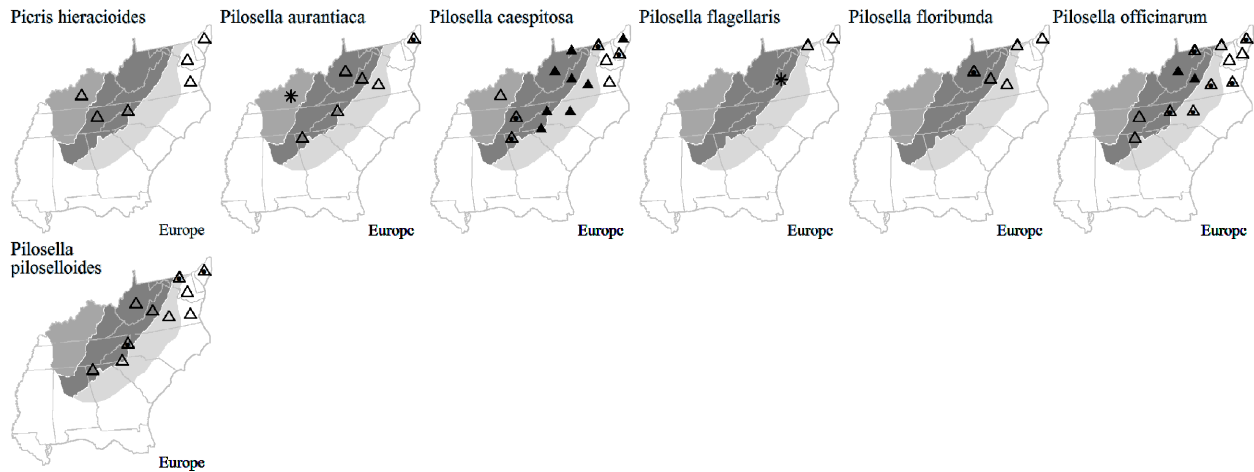 Picris hieracioides
Pilosella aurantiaca
Pilosella caespitosa
Pilosella flagellaris
Pilosella floribunda
Pilosella officinarum
Europe
Europe
Europe
Europe
Europe
Europe
Pilosella
piloselloides
Europe